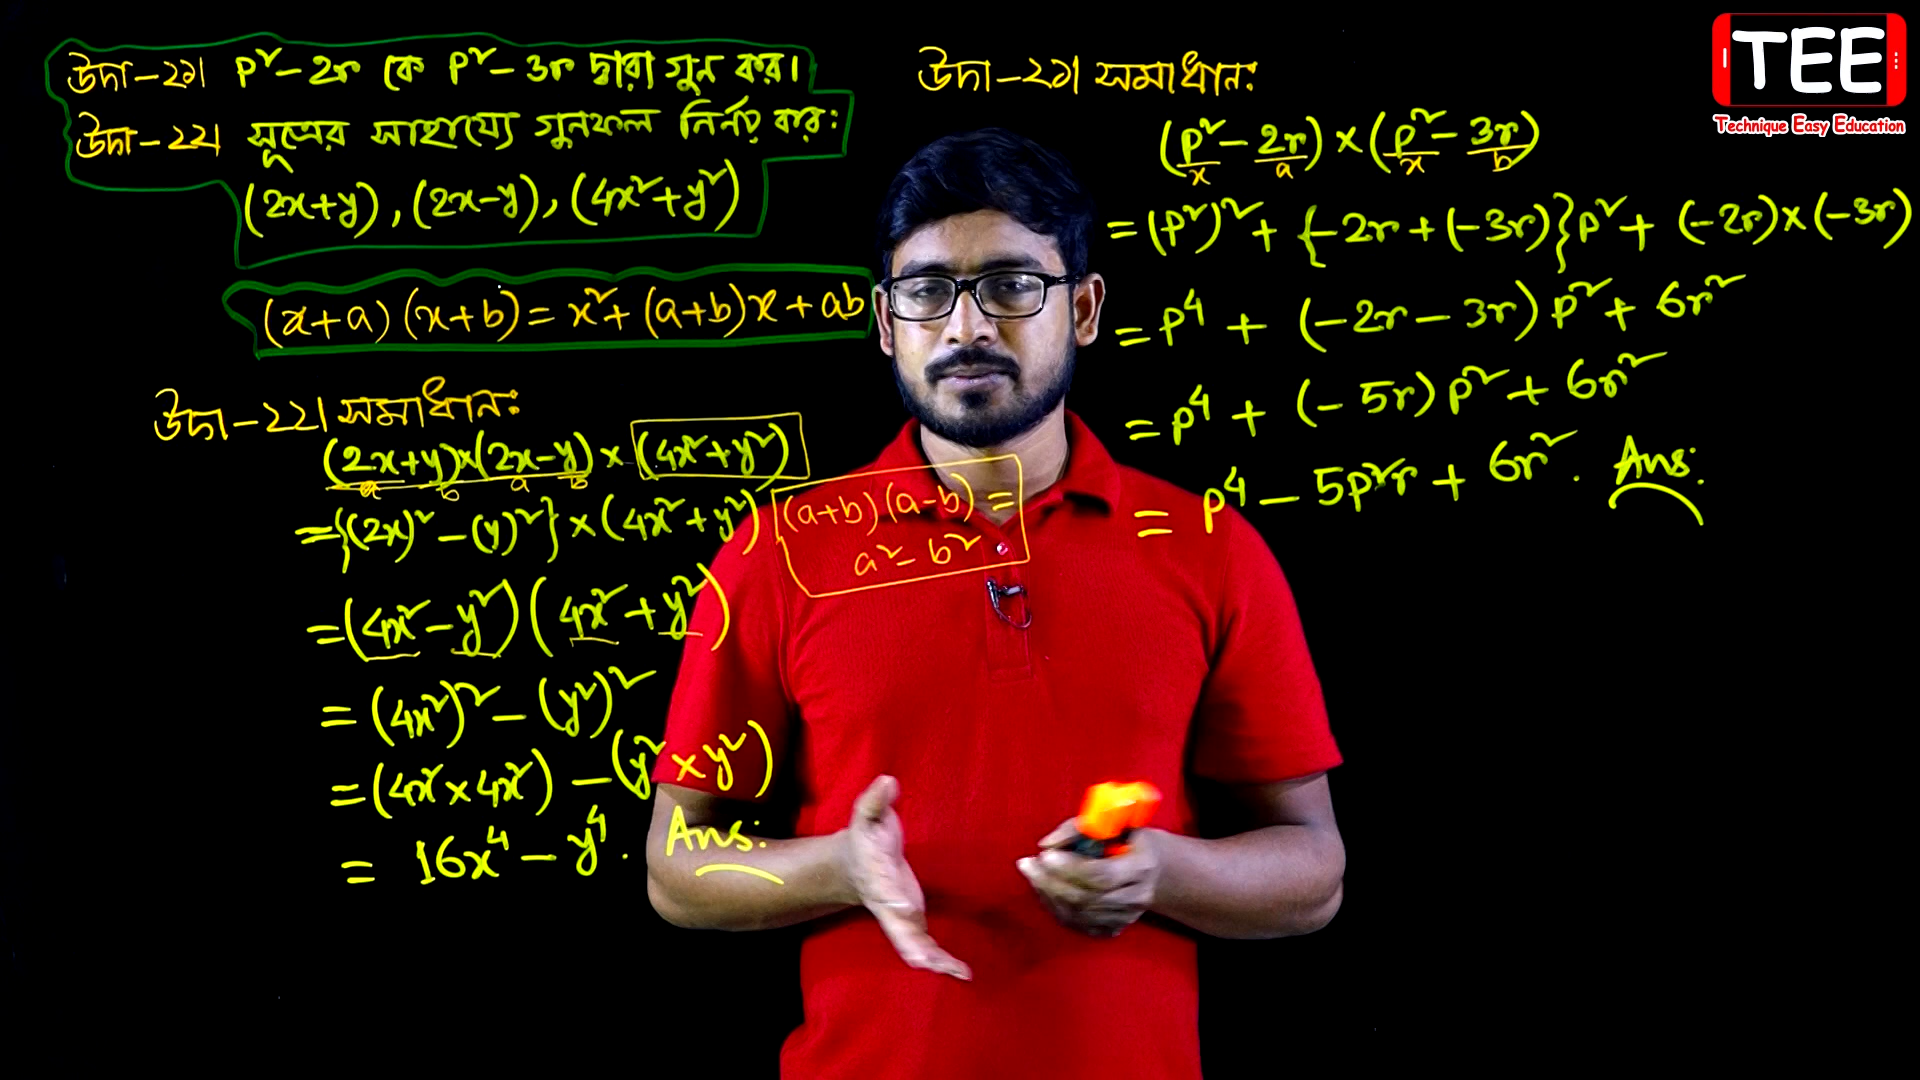 উদা-২১। p² - 2r কে p² - 3r দ্বারা গুন কর।
উদা-২২। সূত্রের সাহায্যে গুনফল নির্নয় কর:
(2x+y), (2x-y), (4x²+y²)
(x+a) (x+b) = x² + (a+b)x + ab
উদা-২২। সমাধান:
(2x+y)×(2x-y) × (4x²+y²)
a b a b
={(2x)² - (y)²} × (4x²+y²)
(a+b) (a-b) =
a² - b²
=(4x²-y²) (4x²+y²)
= (4x²)² - (y²)²
=(4x²×4x²) - (y²×y²)
= 16x⁴ - y⁴. Ans:
উদা-২১। সমাধান:
(p² - 2r) × (p² - 3r)
x a x b
=(p²)² + {-2r + (-3r)}p² + (-2r)×(-3r)
= p⁴ + (-2r - 3r) p² + 6r²
= p⁴ + (-5r) p² + 6r²
= p⁴ - 5p²r + 6r². Ans:
TEE
Technique Easy Education